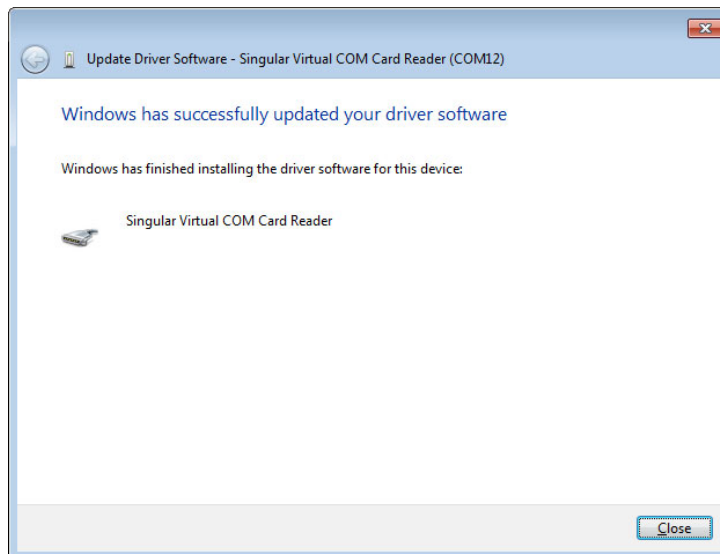 Update Driver Software - Singular Virtual COM Card Reader (COM12)
Windows has successfully updated your driver software
Windows has finished installing the driver software for this device:
Singular Virtual COM Card Reader
Close